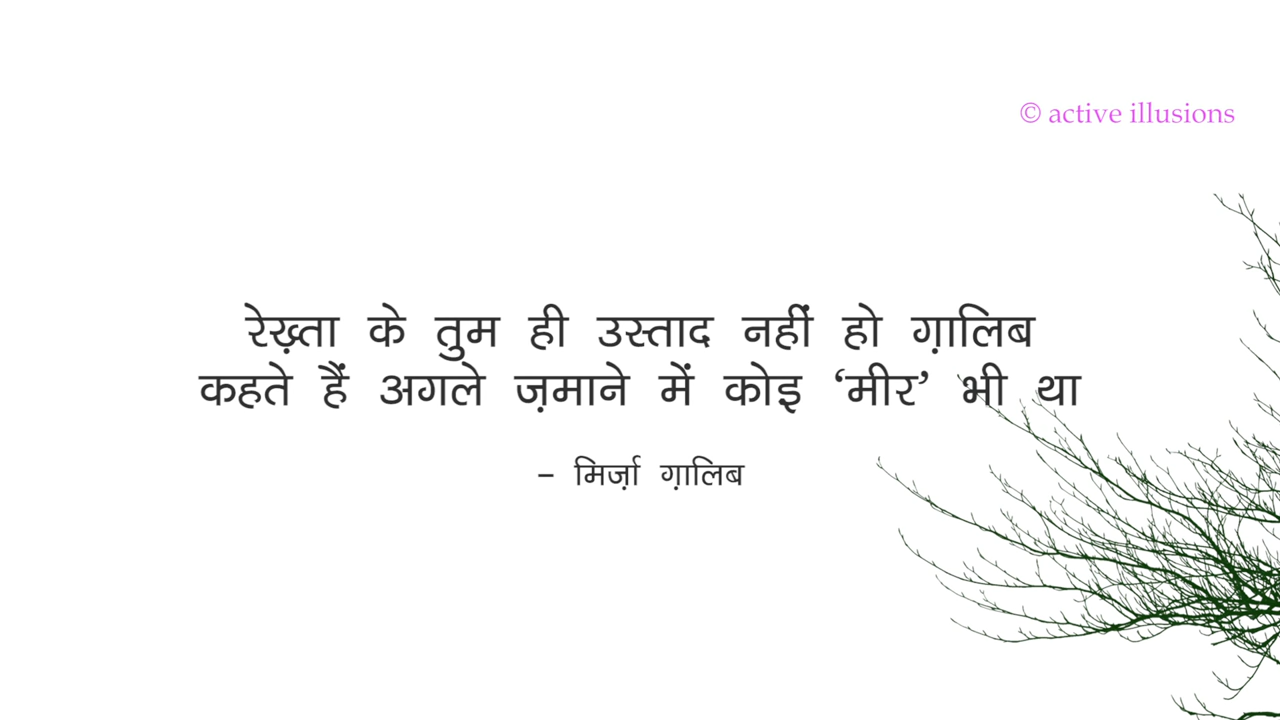 © active illusions
रेख़्ता के तुम ही उस्ताद नहीं हो ग़ालिब
कहते हैं अगले ज़माने में कोइ ‘मीर’ भी था
– मिर्ज़ा ग़ालिब